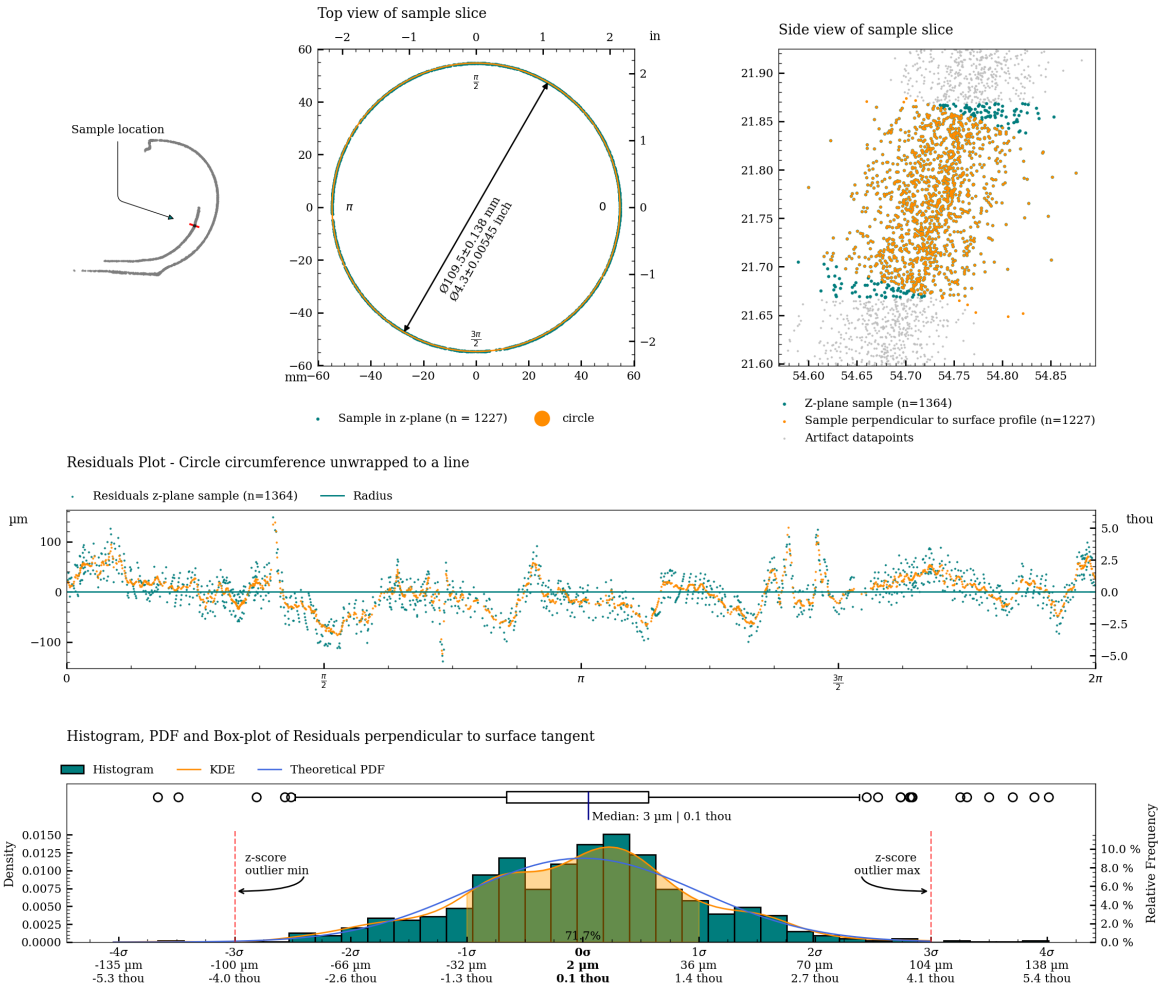 Top view of sample slice
−2 −1 0 1 2 in
60
40
20
0
−20
−40
−60
mm −60 −40 −20 0 20 40 60
2
1
0
−1
−2
π/2
π
0
3π/2
Ø109.5±0.138 mm
Ø4.3±0.00545 inch
Sample in z-plane (n = 1227) circle
Sample location
Side view of sample slice
21.90
21.85
21.80
21.75
21.70
21.65
21.60
54.60 54.65 54.70 54.75 54.80 54.85
Z-plane sample (n=1364)
Sample perpendicular to surface profile (n=1227)
Artifact datapoints
Residuals Plot - Circle circumference unwrapped to a line
Residuals z-plane sample (n=1364) Radius
µm
100
0
−100
thou
5.0
2.5
0.0
−2.5
−5.0
0 π/2 π 3π/2 2π
Histogram, PDF and Box-plot of Residuals perpendicular to surface tangent
Histogram KDE Theoretical PDF
Median: 3 µm | 0.1 thou
Density
0.0150
0.0125
0.0100
0.0075
0.0050
0.0025
0.0000
z-score
outlier min
z-score
outlier max
71.7%
10.0 %
8.0 %
6.0 %
4.0 %
2.0 %
0.0 %
Relative Frequency
-4σ -3σ -2σ -1σ 0σ 1σ 2σ 3σ 4σ
-135 µm -100 µm -66 µm -32 µm 2 µm 36 µm 70 µm 104 µm 138 µm
-5.3 thou -4.0 thou -2.6 thou -1.3 thou 0.1 thou 1.4 thou 2.7 thou 4.1 thou 5.4 thou